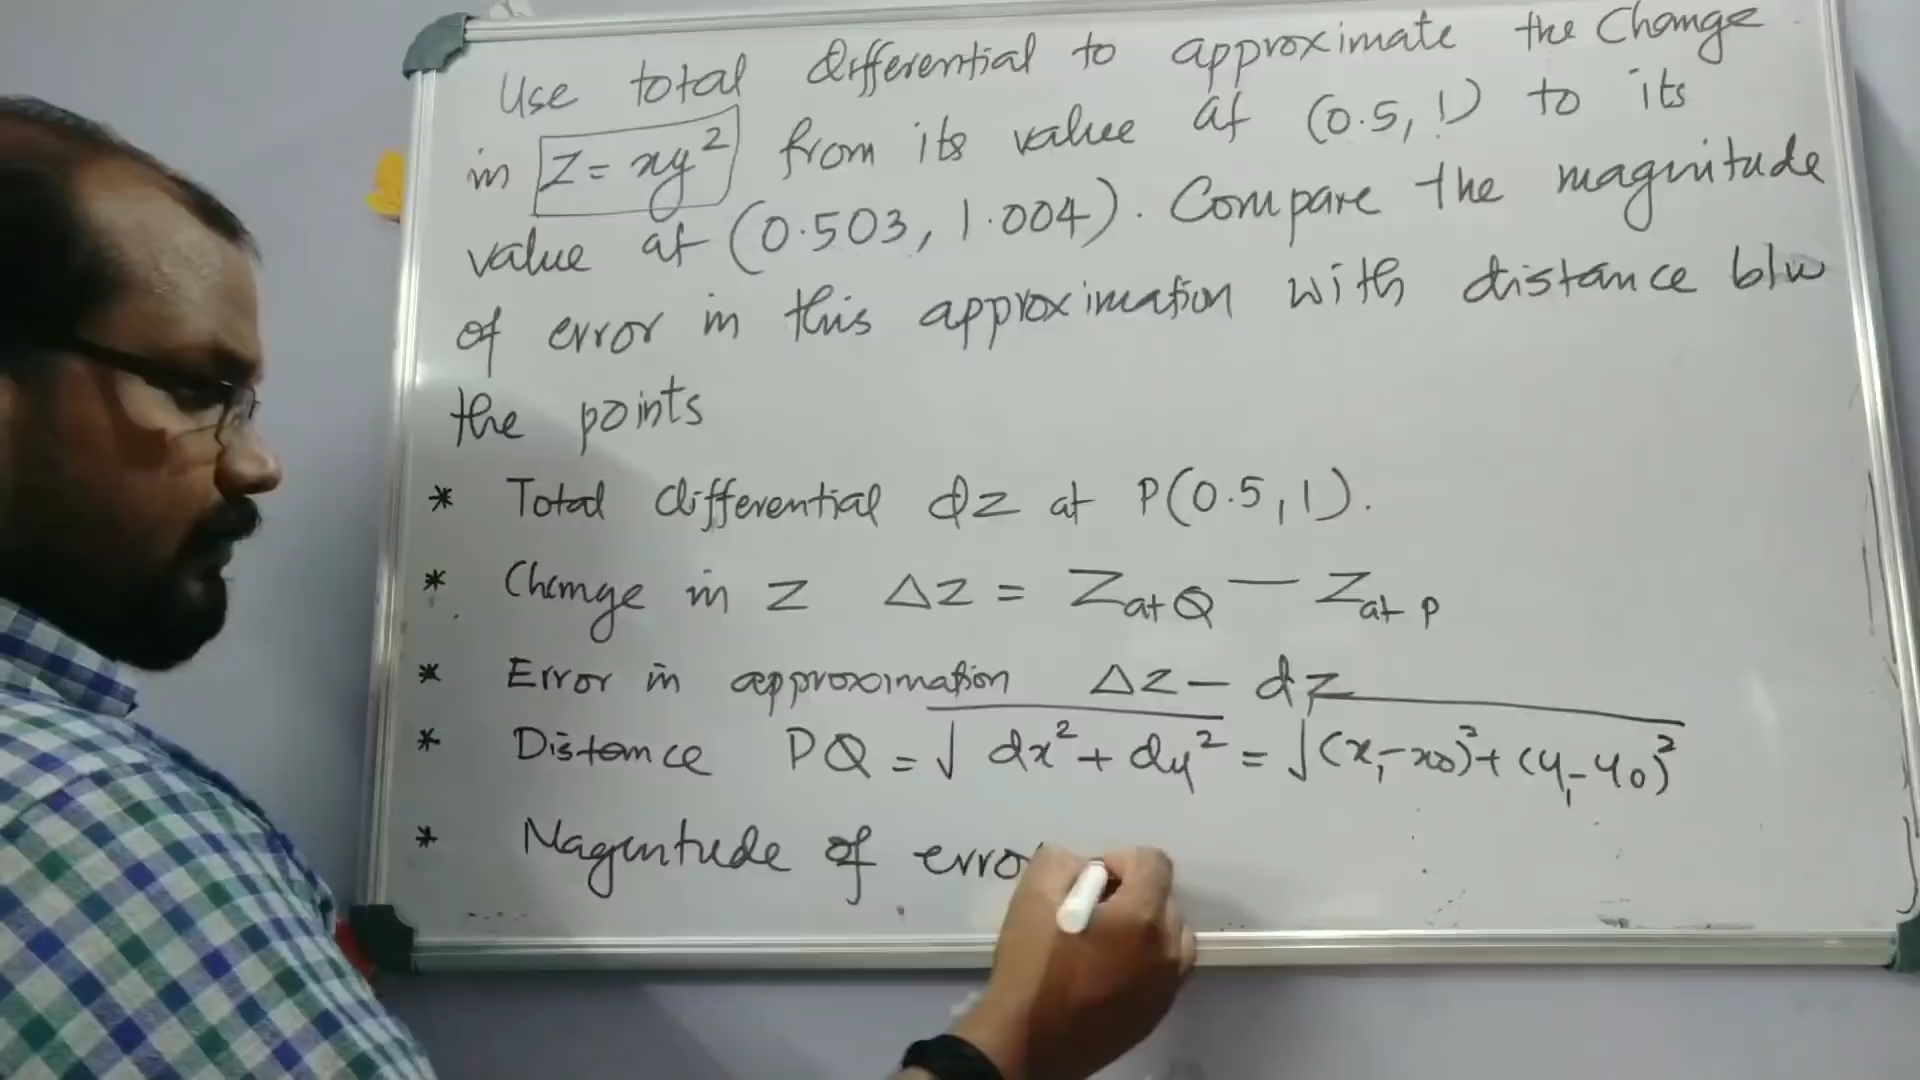 Use total differential to approximate the Change
in Z = xy² from its value at (0.5, 1) to its
value at (0.503, 1.004). Compare the magnitude
of error in this approximation with distance b/w
the points
* Total differential dz at P(0.5, 1).
* Change in Z ΔZ = Z at Q — Z at P
* Error in approximation ΔZ - dz
* Distance PQ = √dx² + dy² = √(x₁-x₀)² + (y₁-y₀)²
* Magnitude of erro